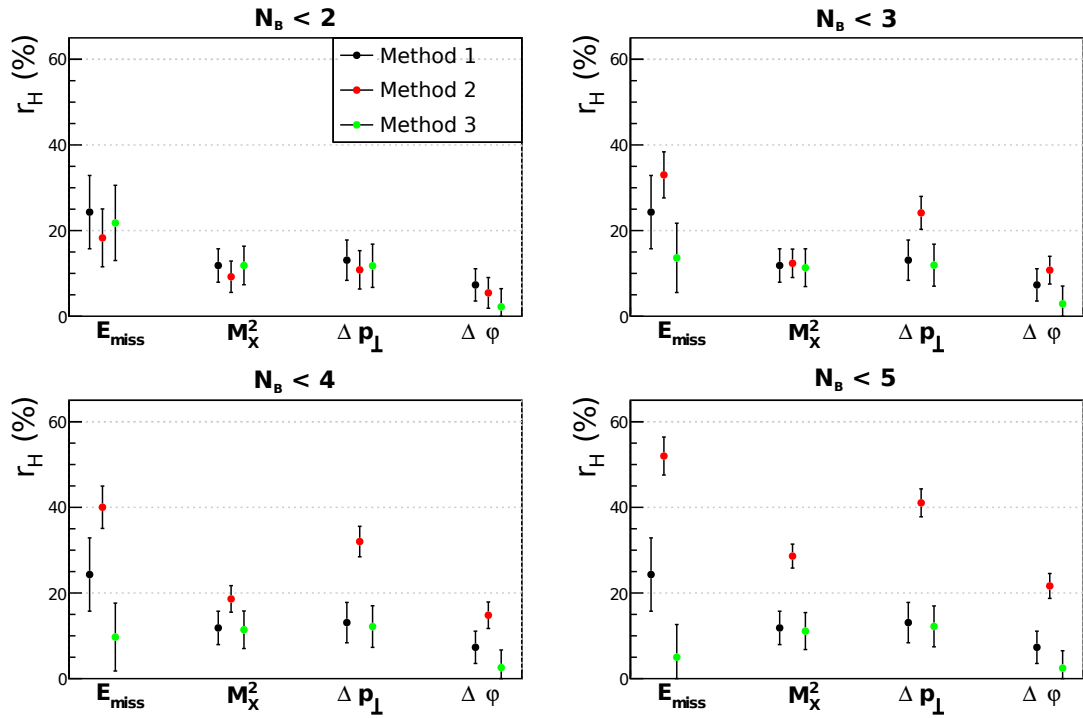 N_B < 2
r_H (%)
60
40
20
0
Method 1
Method 2
Method 3
E_miss M_X^2 Δ p_⊥ Δ φ
N_B < 3
r_H (%)
60
40
20
0
E_miss M_X^2 Δ p_⊥ Δ φ
N_B < 4
r_H (%)
60
40
20
0
E_miss M_X^2 Δ p_⊥ Δ φ
N_B < 5
r_H (%)
60
40
20
0
E_miss M_X^2 Δ p_⊥ Δ φ